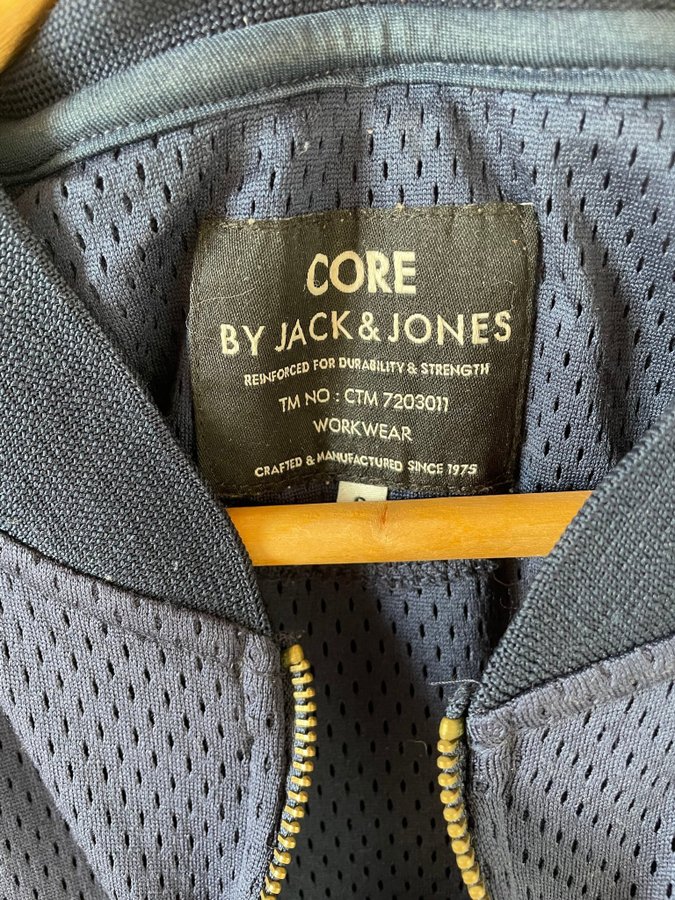 CORE
BY JACK & JONES
REINFORCED FOR DURABILITY & STRENGTH
TM NO : CTM 7203011
WORKWEAR
CRAFTED & MANUFACTURED SINCE 1975